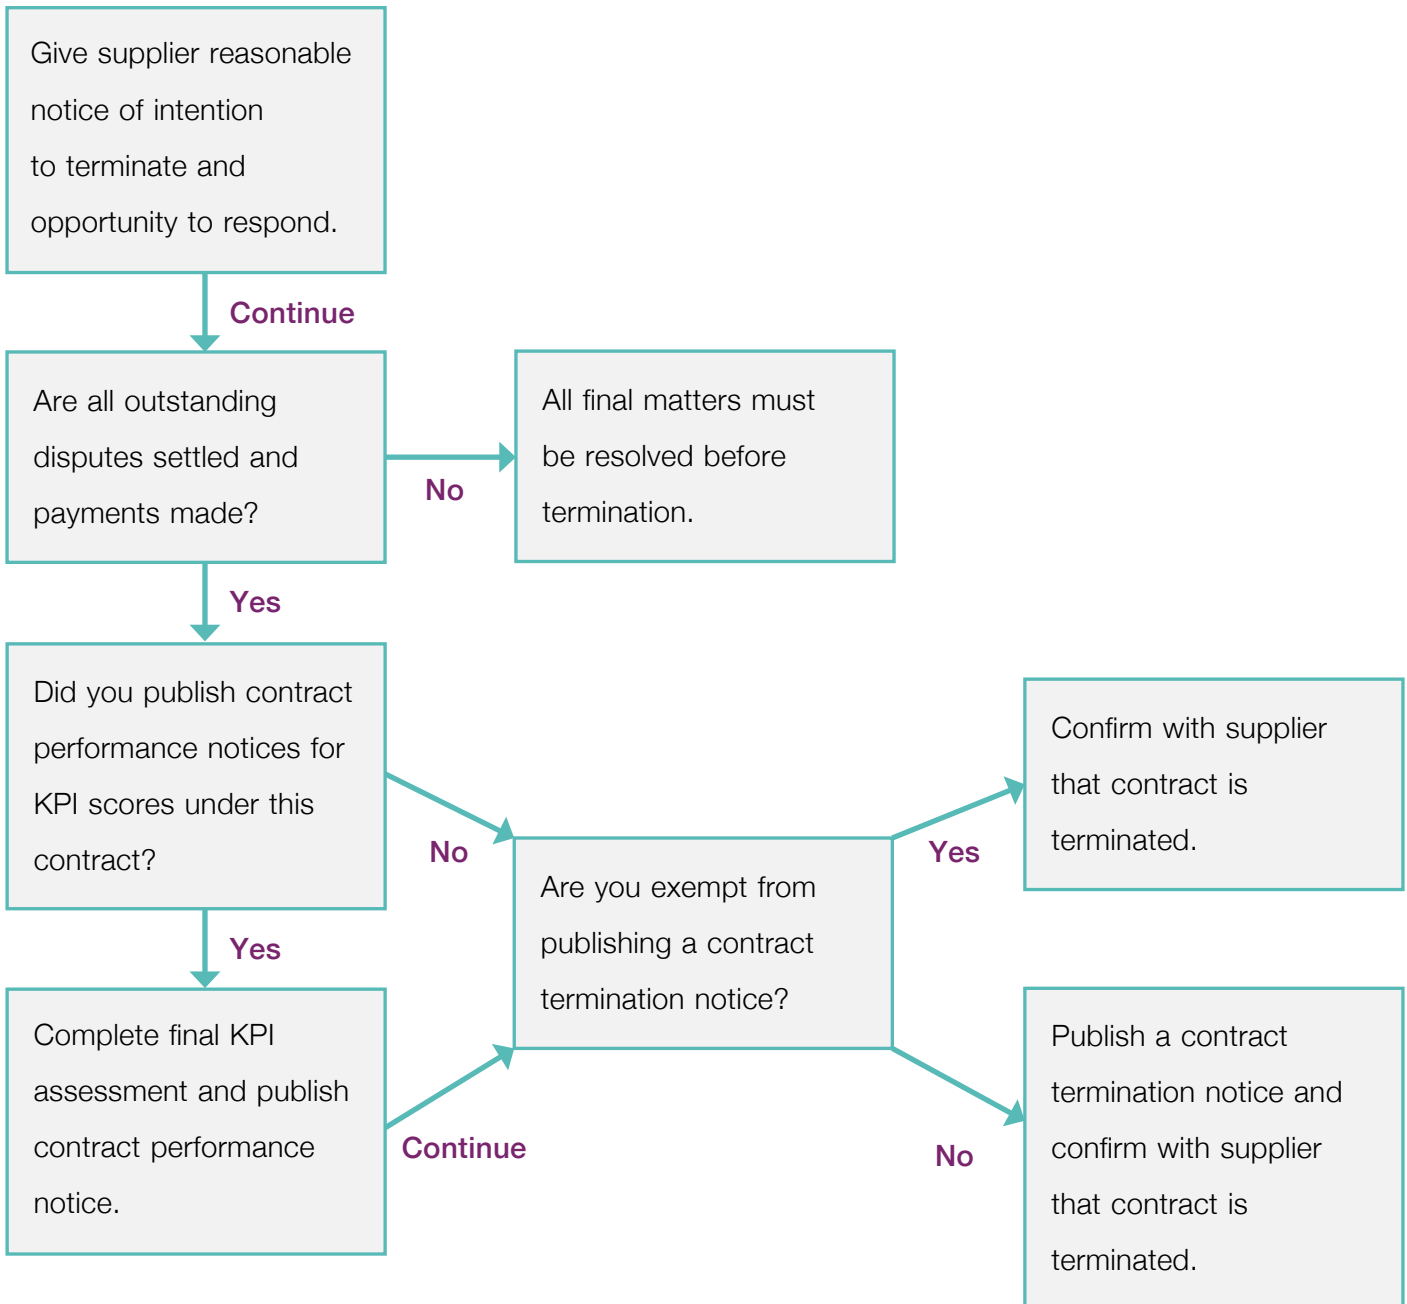 Give supplier reasonable
notice of intention
to terminate and
opportunity to respond.
Continue
Are all outstanding
disputes settled and
payments made?
No
All final matters must
be resolved before
termination.
Yes
Did you publish contract
performance notices for
KPI scores under this
contract?
No
Yes
Complete final KPI
assessment and publish
contract performance
notice.
Continue
Are you exempt from
publishing a contract
termination notice?
Yes
Confirm with supplier
that contract is
terminated.
No
Publish a contract
termination notice and
confirm with supplier
that contract is
terminated.